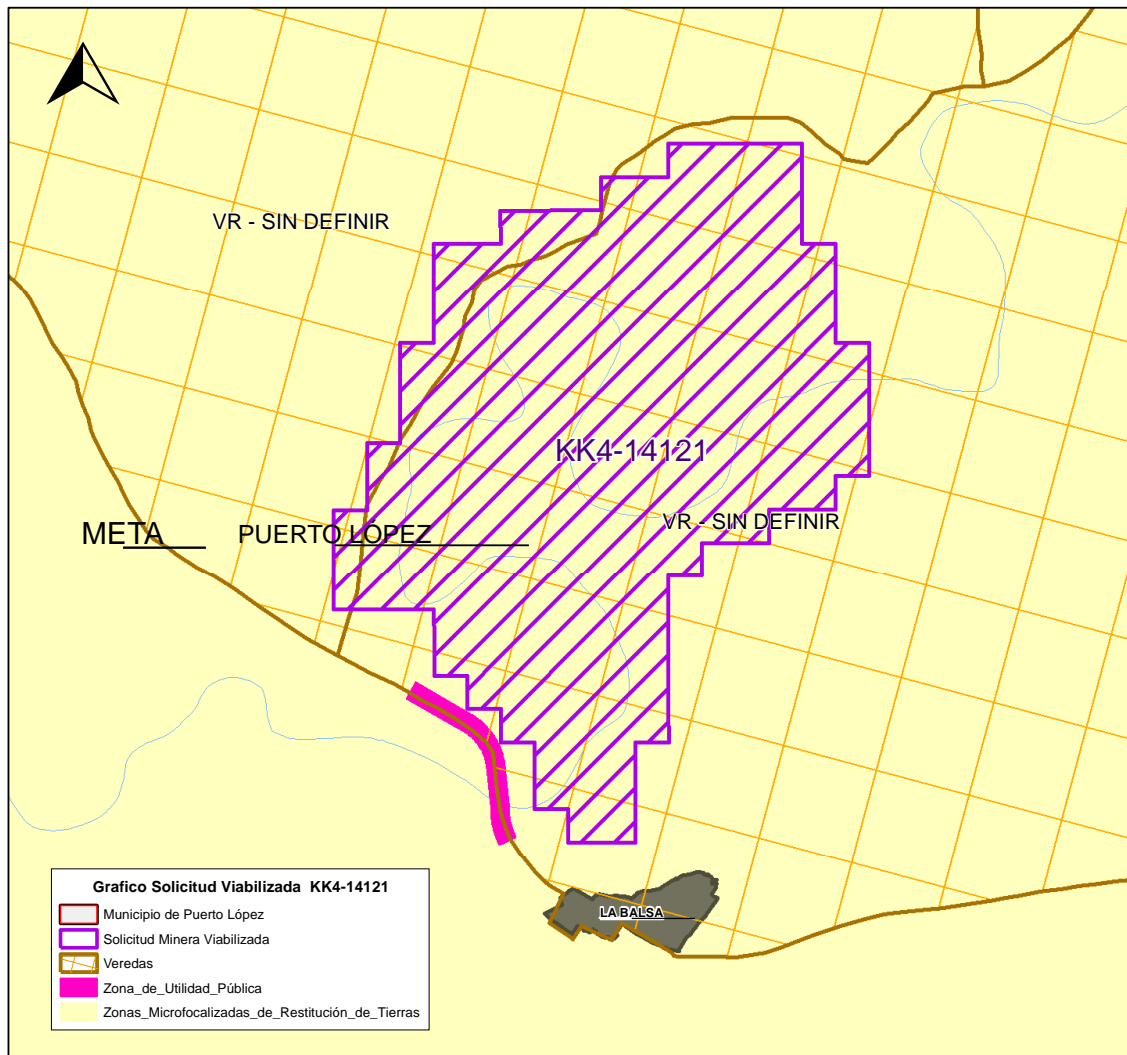 VR - SIN DEFINIR
KK4-14121
VR - SIN DEFINIR
META
PUERTO LÓPEZ
LA BALSA
Grafico Solicitud Viabilizada KK4-14121
Municipio de Puerto López
Solicitud Minera Viabilizada
Veredas
Zona_de_Utilidad_Pública
Zonas_Microfocalizadas_de_Restitución_de_Tierras